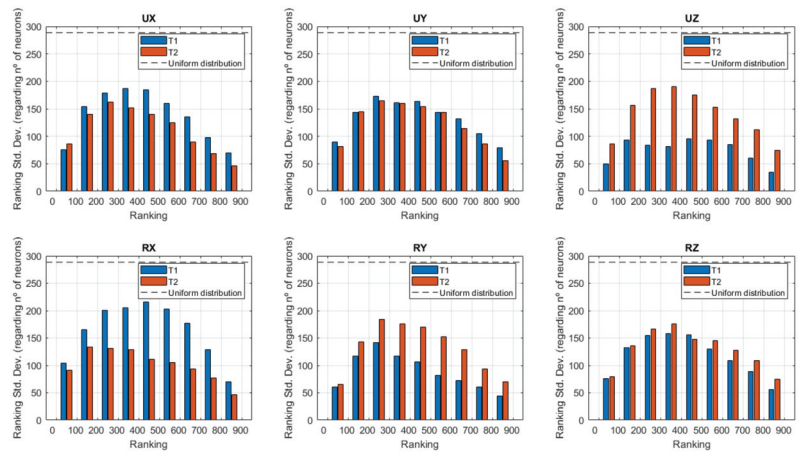 UX
Ranking Std. Dev. (regarding nº of neurons)
300
250
200
150
100
50
0
T1
T2
Uniform distribution
0 100 200 300 400 500 600 700 800 900
Ranking
UY
Ranking Std. Dev. (regarding nº of neurons)
300
250
200
150
100
50
0
T1
T2
Uniform distribution
0 100 200 300 400 500 600 700 800 900
Ranking
UZ
Ranking Std. Dev. (regarding nº of neurons)
300
250
200
150
100
50
0
T1
T2
Uniform distribution
0 100 200 300 400 500 600 700 800 900
Ranking
RX
Ranking Std. Dev. (regarding nº of neurons)
300
250
200
150
100
50
0
T1
T2
Uniform distribution
0 100 200 300 400 500 600 700 800 900
Ranking
RY
Ranking Std. Dev. (regarding nº of neurons)
300
250
200
150
100
50
0
T1
T2
Uniform distribution
0 100 200 300 400 500 600 700 800 900
Ranking
RZ
Ranking Std. Dev. (regarding nº of neurons)
300
250
200
150
100
50
0
T1
T2
Uniform distribution
0 100 200 300 400 500 600 700 800 900
Ranking